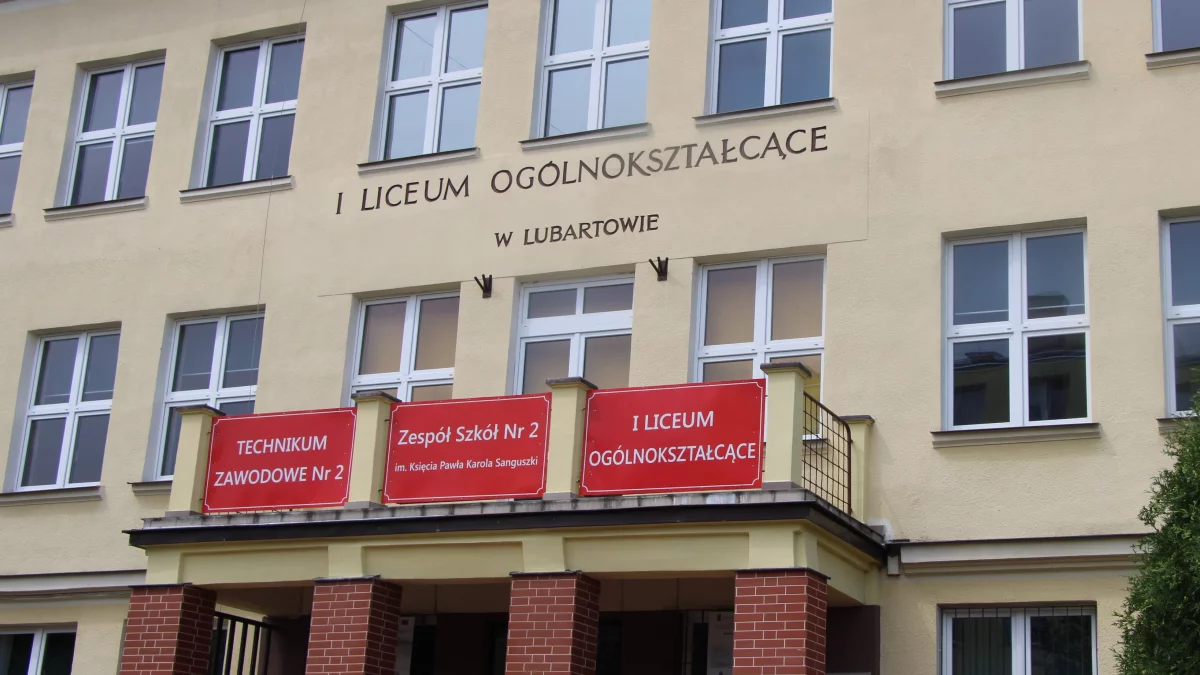 I LICEUM OGÓLNOKSZTAŁCĄCE
W LUBARTOWIE
TECHNIKUM
ZAWODOWE Nr 2
Zespół Szkół Nr 2
im. Księcia Pawła Karola Sanguszki
I LICEUM
OGÓLNOKSZTAŁCĄCE